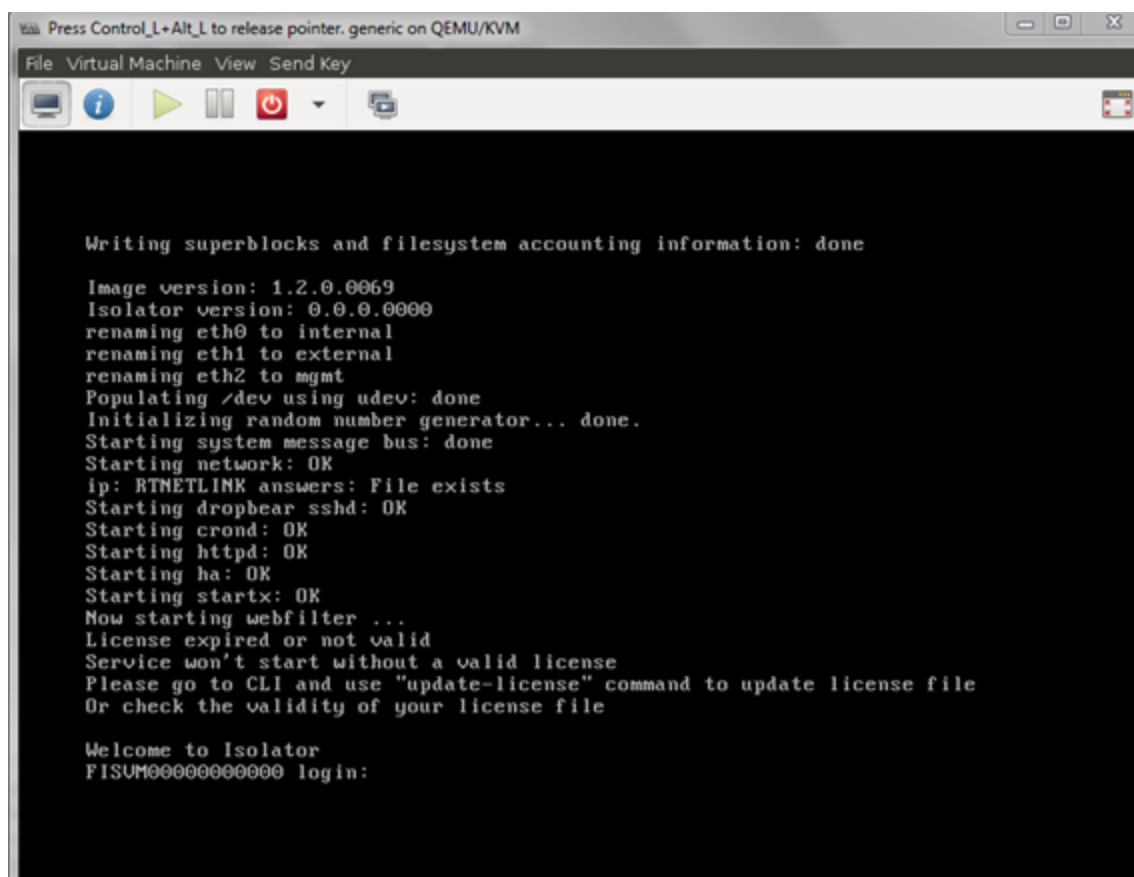 Press Control_L+Alt_L to release pointer. generic on QEMU/KVM
File Virtual Machine View Send Key
Writing superblocks and filesystem accounting information: done
Image version: 1.2.0.0069
Isolator version: 0.0.0.0000
renaming eth0 to internal
renaming eth1 to external
renaming eth2 to mgmt
Populating /dev using udev: done
Initializing random number generator... done.
Starting system message bus: done
Starting network: OK
ip: RTNETLINK answers: File exists
Starting dropbear sshd: OK
Starting crond: OK
Starting httpd: OK
Starting ha: OK
Starting startx: OK
Now starting webfilter ...
License expired or not valid
Service won't start without a valid license
Please go to CLI and use "update-license" command to update license file
Or check the validity of your license file
Welcome to Isolator
FISVM00000000000 login: